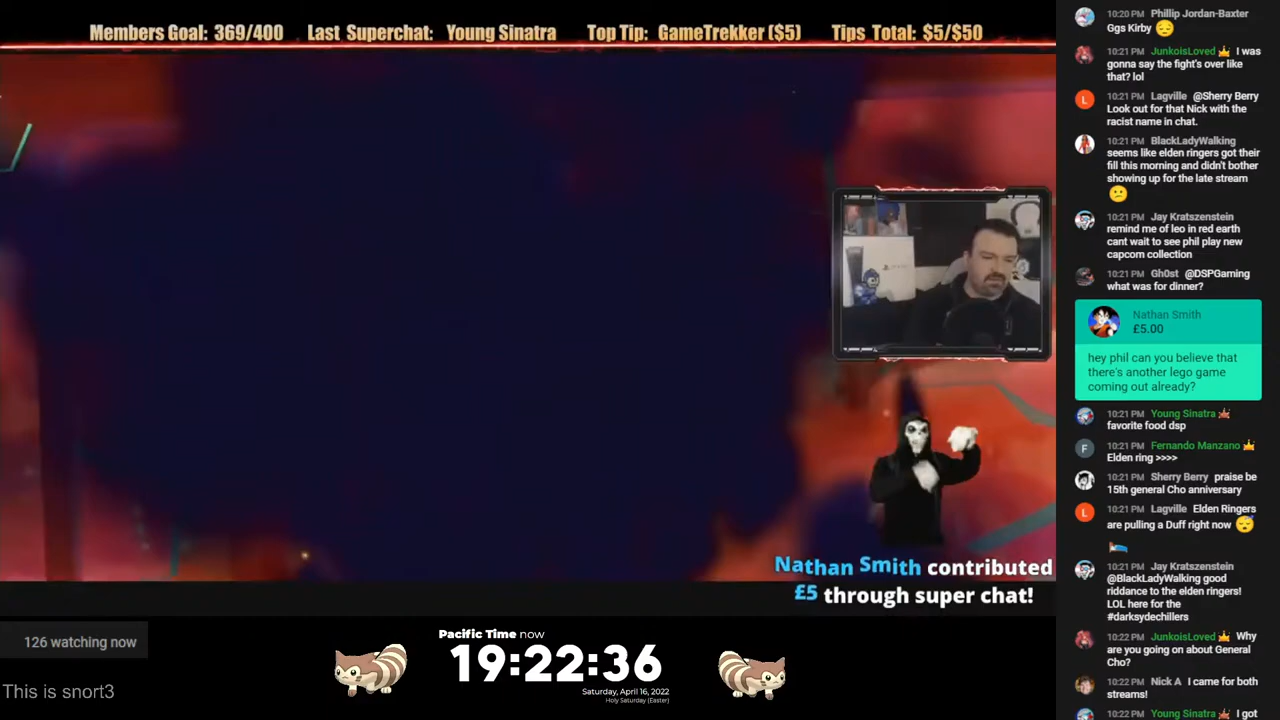 Members Goal: 369/400 Last Superchat: Young Sinatra Top Tip: GameTrekker ($5) Tips Total: $5/$50
Nathan Smith contributed
£5 through super chat!
126 watching now
This is snort3
Pacific Time now
19:22:36
Saturday, April 16, 2022
Holy Saturday (Easter)
10:20 PM Phillip Jordan-Baxter
Ggs Kirby 😔
10:21 PM JunkoisLoved I
was gonna say the fight's over like
that? lol
10:21 PM Lagville @Sherry Berry
Look out for that Nick with the
racist name in chat.
10:21 PM BlackLadyWalking
seems like elden ringers got their
fill this morning and didn't bother
showing up for the late stream
😕
10:21 PM Jay Kratszenstein
remind me of leo in red earth
cant wait to see phil play new
capcom collection
10:21 PM Gh0st @DSPGaming
what was for dinner?
Nathan Smith
£5.00
hey phil can you believe that
there's another lego game
coming out already?
10:21 PM Young Sinatra
favorite food dsp
10:21 PM Fernando Manzano
Elden ring >>>>
10:21 PM Sherry Berry praise be
15th general Cho anniversary
10:21 PM Lagville Elden Ringers
are pulling a Duff right now 😴
🛌
10:21 PM Jay Kratszenstein
@BlackLadyWalking good
riddance to the elden ringers!
LOL here for the
#darksydechillers
10:22 PM JunkoisLoved Why
are you going on about General
Cho?
10:22 PM Nick A I came for both
streams!
10:22 PM Young Sinatra I got